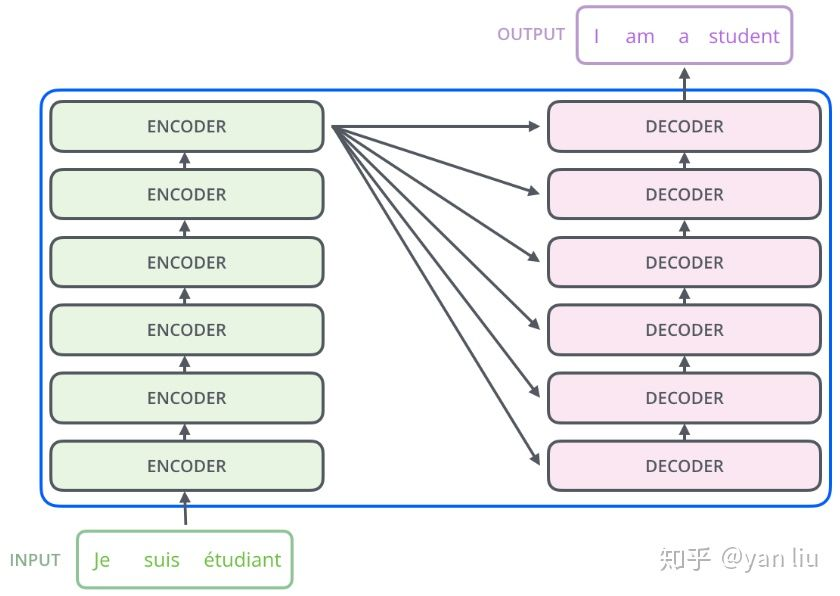 OUTPUT I am a student
ENCODER DECODER
ENCODER DECODER
ENCODER DECODER
ENCODER DECODER
ENCODER DECODER
ENCODER DECODER
INPUT Je suis étudiant
知乎 @yan liu